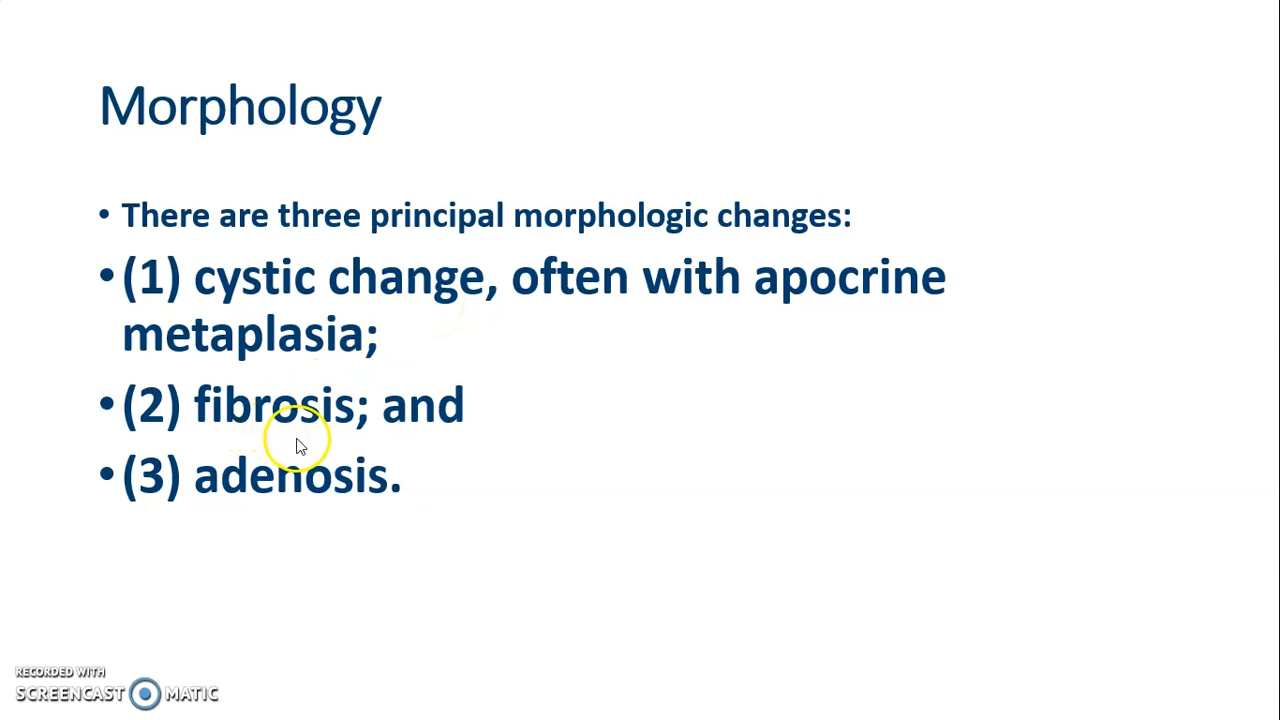 Morphology
• There are three principal morphologic changes:
• (1) cystic change, often with apocrine
metaplasia;
• (2) fibrosis; and
• (3) adenosis.
RECORDED WITH
SCREENCAST MATIC